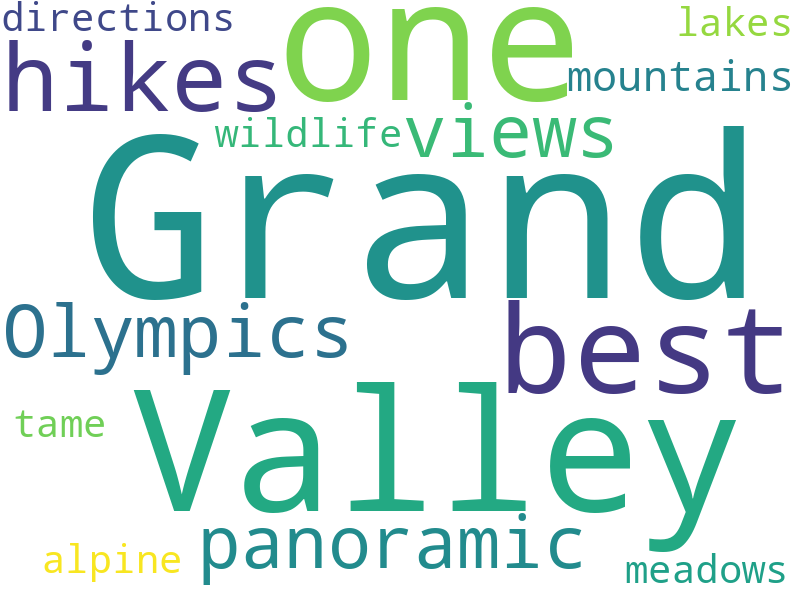 directions
one
lakes
hikes
mountains
wildlife
views
Grand
Olympics
best
tame
Valley
panoramic
alpine
meadows